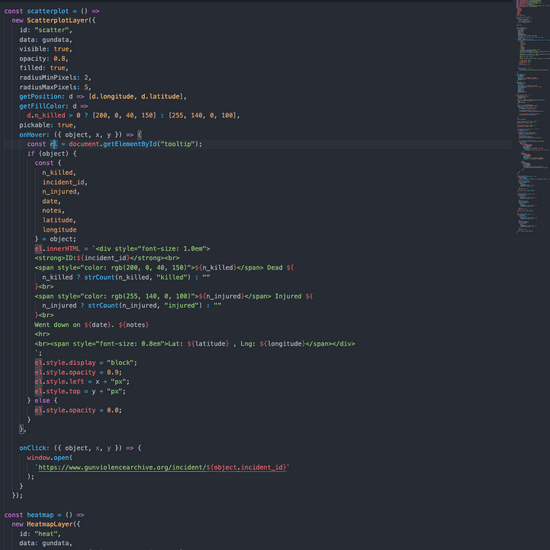 const scatterplot = () =>
new ScatterplotLayer({
id: "scatter",
data: gundata,
visible: true,
opacity: 0.8,
filled: true,
radiusMinPixels: 2,
radiusMaxPixels: 5,
getPosition: d => [d.longitude, d.latitude],
getFillColor: d =>
d.n_killed > 0 ? [200, 0, 40, 150] : [255, 140, 0, 100],
pickable: true,
onHover: ({ object, x, y }) => {
const el = document.getElementById("tooltip");
if (object) {
const {
n_killed,
incident_id,
n_injured,
date,
notes,
latitude,
longitude
} = object;
el.innerHTML = `<div style="font-size: 1.0em">
<strong>ID:${incident_id}</strong><br>
<span style="color: rgb(200, 0, 40, 150)">${n_killed}</span> Dead ${
n_killed ? strCount(n_killed, "killed") : ""
}<br>
<span style="color: rgb(255, 140, 0, 100)">${n_injured}</span> Injured ${
n_injured ? strCount(n_injured, "injured") : ""
}<br>
Went down on ${date}. ${notes}
<hr>
<br><span style="font-size: 0.8em">Lat: ${latitude} , Lng: ${longitude}</span></div>
`;
el.style.display = "block";
el.style.opacity = 0.9;
el.style.left = x + "px";
el.style.top = y + "px";
} else {
el.style.opacity = 0.0;
}
},
onClick: ({ object, x, y }) => {
window.open(
`https://www.gunviolencearchive.org/incident/${object.incident_id}`
);
}
});
const heatmap = () =>
new HeatmapLayer({
id: "heat",
data: gundata,